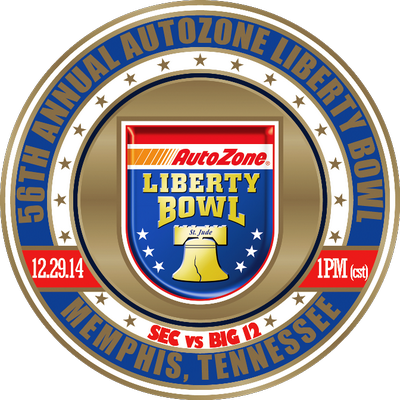 56TH ANNUAL AUTOZONE LIBERTY BOWL
AutoZone®
LIBERTY
BOWL
St. Jude
12.29.14
1PM (cst)
SEC vs BIG 12
MEMPHIS, TENNESSEE